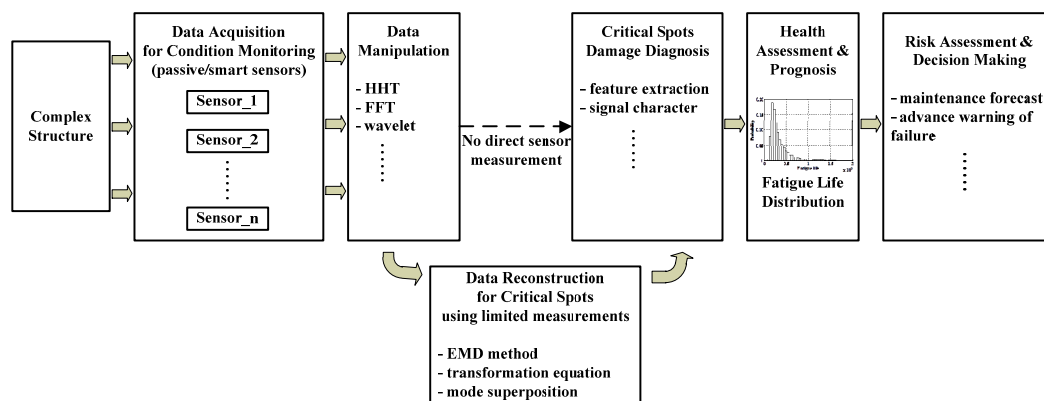 Complex
Structure
Data Acquisition
for Condition Monitoring
(passive/smart sensors)
Sensor_1
Sensor_2
Sensor_n
Data
Manipulation
- HHT
- FFT
- wavelet
No direct sensor
measurement
Data Reconstruction
for Critical Spots
using limited measurements
- EMD method
- transformation equation
- mode superposition
Critical Spots
Damage Diagnosis
- feature extraction
- signal character
Health
Assessment &
Prognosis
Probability
Fatigue life
Fatigue Life
Distribution
Risk Assessment &
Decision Making
- maintenance forecast
- advance warning of
failure